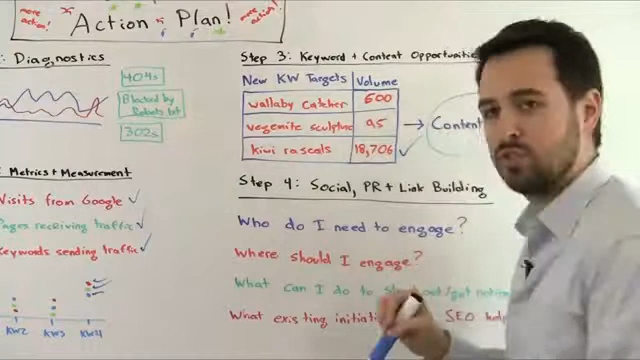 more action!
Action Plan!
more action!
: Diagnostics
404s
Blocked by
Robots.txt
302s
: Metrics + Measurement
Visits from Google
Pages receiving traffic
Keywords sending traffic
KW2 KW3 KW4
Step 3: Keyword + Content Opportunities
New KW Targets Volume
wallaby catcher 600
vegemite sculpture 95
kiwi rascals 18,706
Content
Step 4: Social, PR + Link Building
Who do I need to engage?
Where should I engage?
What can I do to
What existing SEO